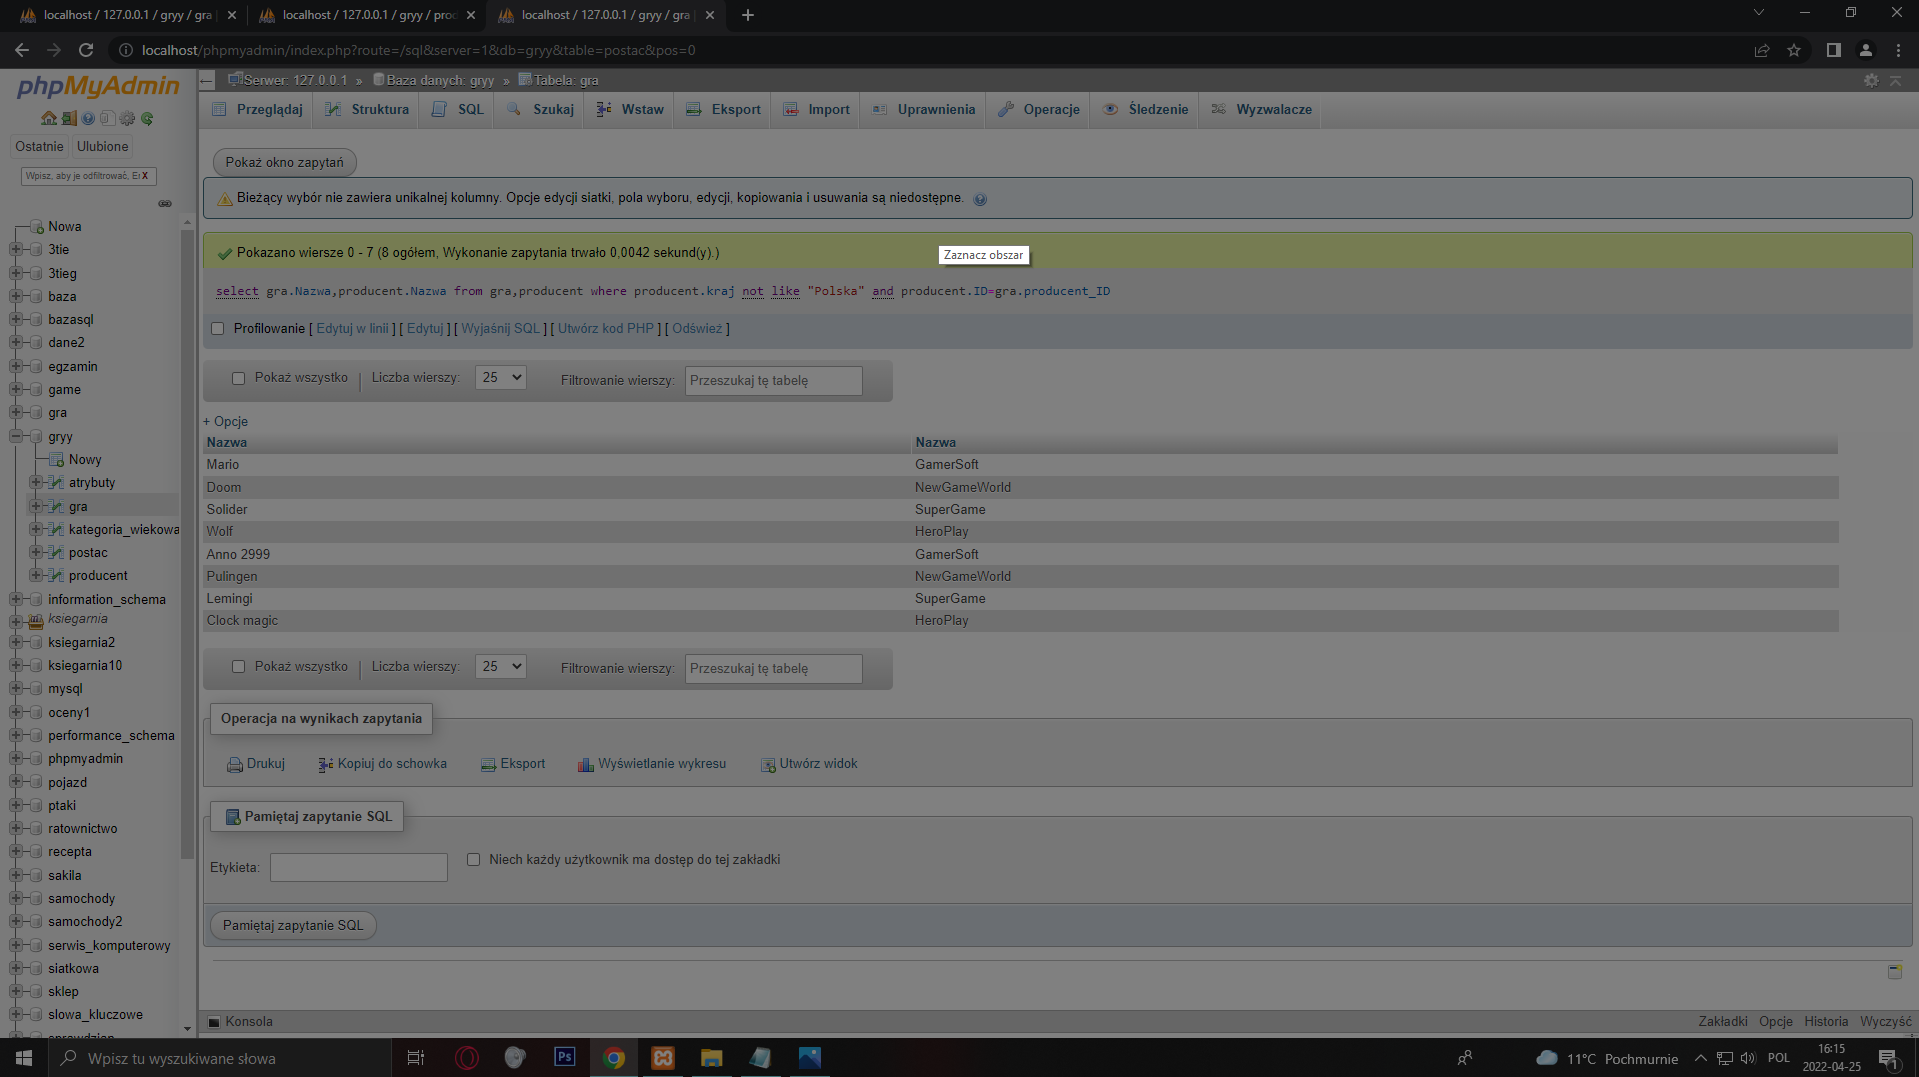 localhost / 127.0.0.1 / gryy / gra
localhost / 127.0.0.1 / gryy / proc
localhost / 127.0.0.1 / gryy / gra
localhost/phpmyadmin/index.php?route=/sql&server=1&db=gryy&table=postac&pos=0
phpMyAdmin
Ostatnie
Ulubione
Wpisz, aby je odfiltrować, E
X
Nowa
3tie
3tieg
baza
bazasql
dane2
egzamin
game
gra
gryy
Nowy
atrybuty
gra
kategoria_wiekowa
postac
producent
information_schema
ksiegarnia
ksiegarnia2
ksiegarnia10
mysql
oceny1
performance_schema
phpmyadmin
pojazd
ptaki
ratownictwo
recepta
sakila
samochody
samochody2
serwis_komputerowy
siatkowa
sklep
slowa_kluczowe
Serwer: 127.0.0.1 » Baza danych: gryy » Tabela: gra
Przeglądaj Struktura SQL Szukaj Wstaw Eksport Import Uprawnienia Operacje Śledzenie Wyzwalacze
Pokaż okno zapytań
Bieżący wybór nie zawiera unikalnej kolumny. Opcje edycji siatki, pola wyboru, edycji, kopiowania i usuwania są niedostępne.
Pokazano wiersze 0 - 7 (8 ogółem, Wykonanie zapytania trwało 0,0042 sekund(y).)
Zaznacz obszar
select gra.Nazwa,producent.Nazwa from gra,producent where producent.kraj not like "Polska" and producent.ID=gra.producent_ID
Profilowanie [ Edytuj w linii ] [ Edytuj ] [ Wyjaśnij SQL ] [ Utwórz kod PHP ] [ Odśwież ]
Pokaż wszystko | Liczba wierszy: 25 Filtrowanie wierszy: Przeszukaj tę tabelę
+ Opcje
Nazwa Nazwa
Mario GamerSoft
Doom NewGameWorld
Solider SuperGame
Wolf HeroPlay
Anno 2999 GamerSoft
Pulingen NewGameWorld
Lemingi SuperGame
Clock magic HeroPlay
Pokaż wszystko | Liczba wierszy: 25 Filtrowanie wierszy: Przeszukaj tę tabelę
Operacja na wynikach zapytania
Drukuj Kopiuj do schowka Eksport Wyświetlanie wykresu Utwórz widok
Pamiętaj zapytanie SQL
Etykieta: Niech każdy użytkownik ma dostęp do tej zakładki
Pamiętaj zapytanie SQL
Konsola
Zakładki Opcje Historia Wyczyść
Wpisz tu wyszukiwane słowa
Ps
11°C Pochmurnie
POL
16:15
2022-04-25
1